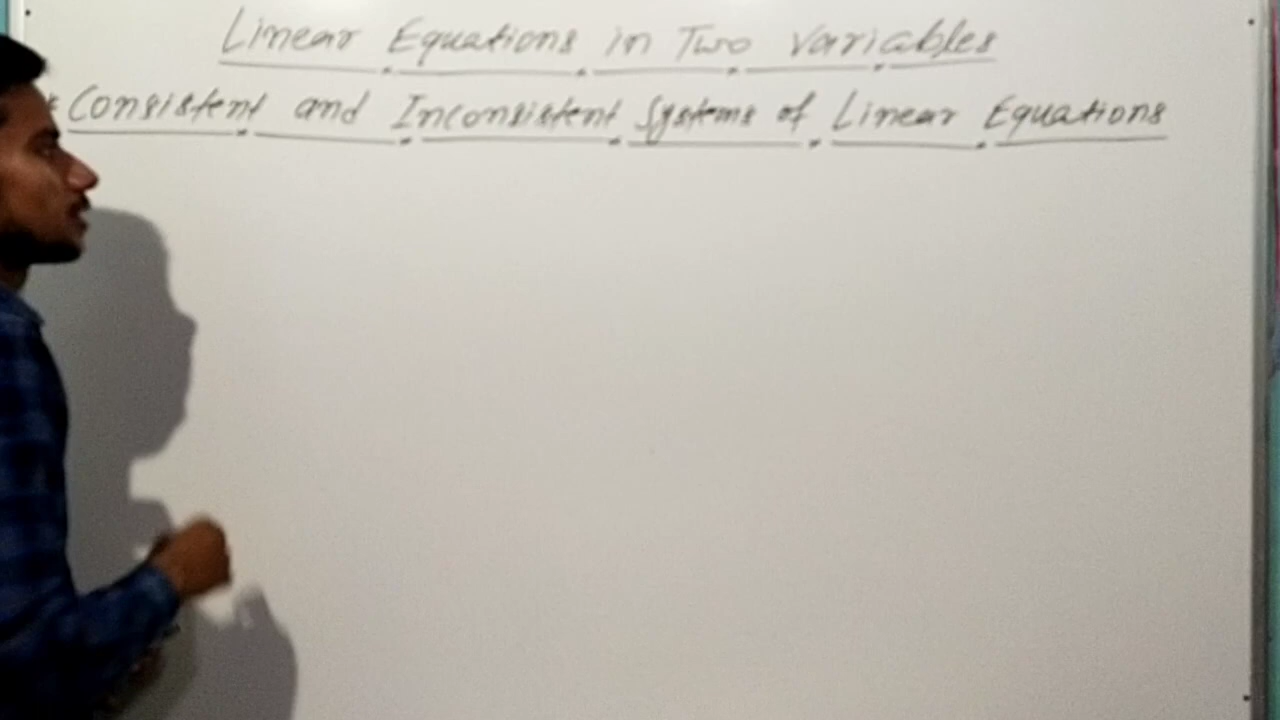 Linear Equations in Two Variables
* Consistent and Inconsistent Systems of Linear Equations